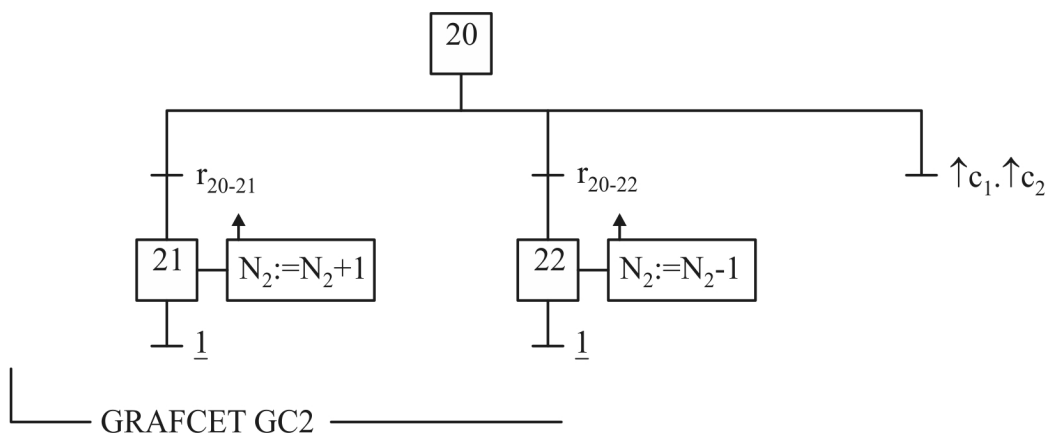 20
r₂₀₋₂₁
r₂₀₋₂₂
↑c₁.↑c₂
21
N₂:=N₂+1
22
N₂:=N₂-1
1
1
GRAFCET GC2